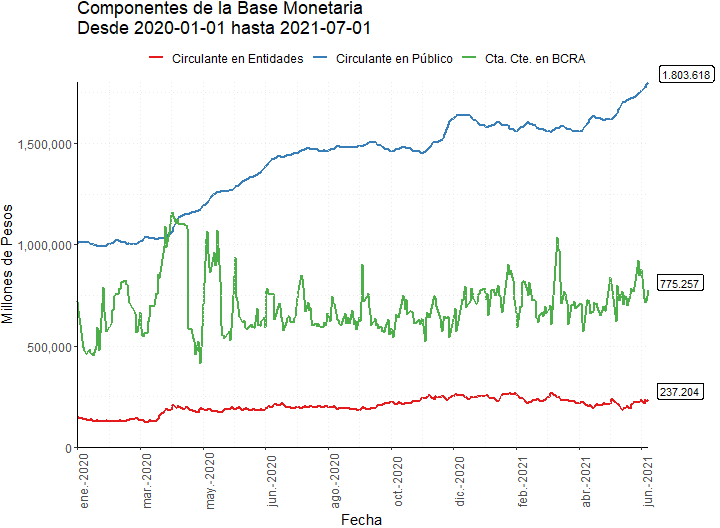 Componentes de la Base Monetaria
Desde 2020-01-01 hasta 2021-07-01
Circulante en Entidades Circulante en Público Cta. Cte. en BCRA
1.803.618
1,500,000
1,000,000
775.257
500,000
237.204
0
Millones de Pesos
ene.-2020 mar.-2020 may.-2020 jun.-2020 ago.-2020 oct.-2020 dic.-2020 feb.-2021 abr.-2021 jun.-2021
Fecha